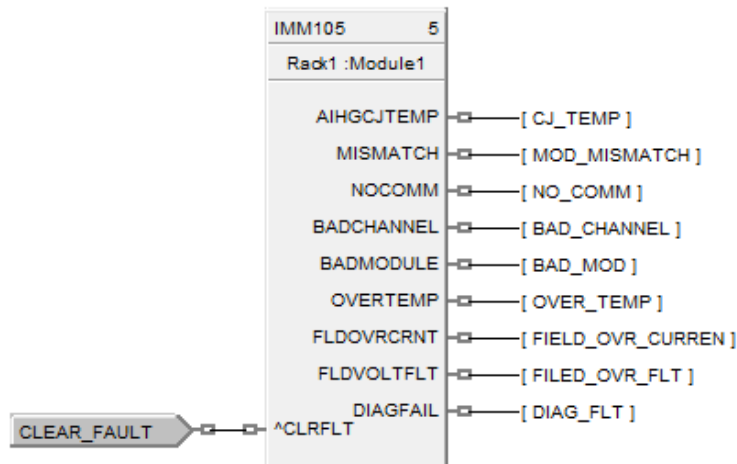 IMM105 5
Rack1 :Module1
AIHGCJTEMP [ CJ_TEMP ]
MISMATCH [ MOD_MISMATCH ]
NOCOMM [ NO_COMM ]
BADCHANNEL [ BAD_CHANNEL ]
BADMODULE [ BAD_MOD ]
OVERTEMP [ OVER_TEMP ]
FLDOVRCRNT [ FIELD_OVR_CURREN ]
FLDVOLTFLT [ FILED_OVR_FLT ]
DIAGFAIL [ DIAG_FLT ]
CLEAR_FAULT ^CLRFLT